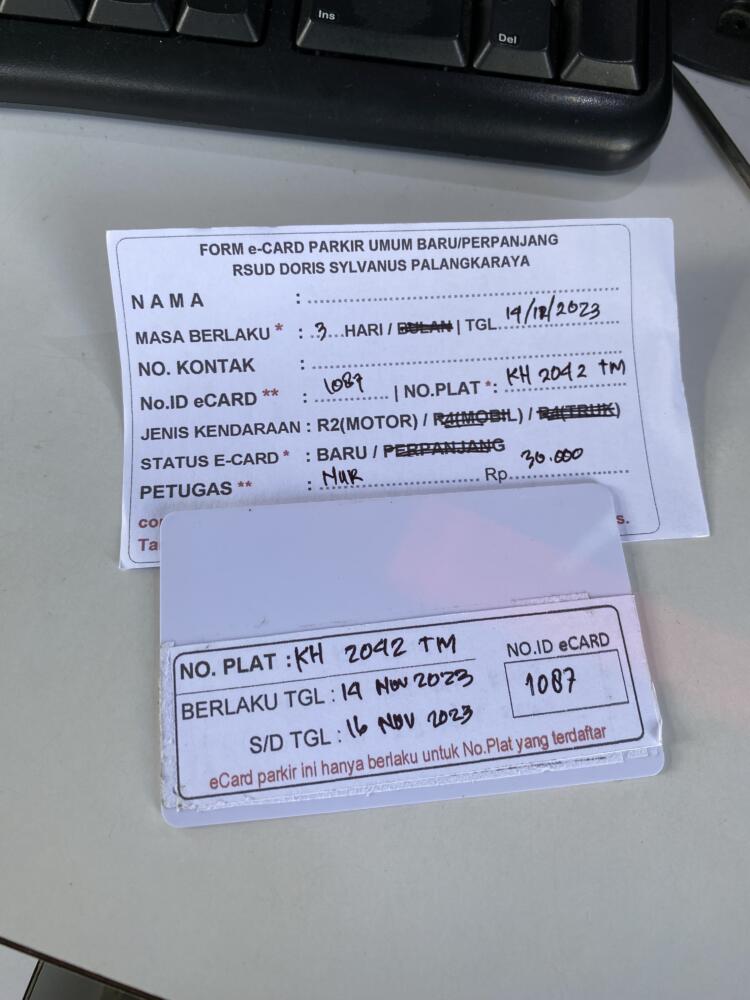 Ins
Del
FORM e-CARD PARKIR UMUM BARU/PERPANJANG
RSUD DORIS SYLVANUS PALANGKARAYA
NAMA :
MASA BERLAKU * : 3 HARI / BULAN | TGL 14/11/2023
NO. KONTAK :
No.ID eCARD ** : 1087 | NO.PLAT *: KH 2042 TM
JENIS KENDARAAN : R2(MOTOR) / R4(MOBIL) / R4(TRUK)
STATUS E-CARD * : BARU / PERPANJANG
PETUGAS ** : NUR Rp. 30.000
NO. PLAT : KH 2042 TM
NO.ID eCARD
BERLAKU TGL : 14 NOV 2023
1087
S/D TGL : 16 NOV 2023
eCard parkir ini hanya berlaku untuk No.Plat yang terdaftar